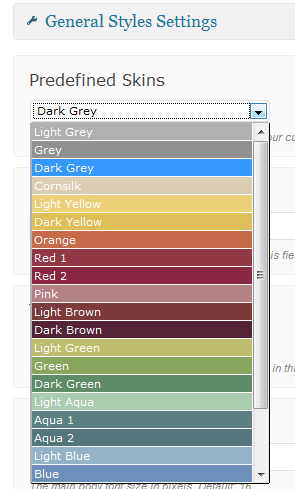 General Styles Settings
Predefined Skins
Dark Grey
Light Grey
our cu
Grey
Dark Grey
Cornsilk
Light Yellow
Dark Yellow
Orange
Red 1
is fie
Red 2
Pink
Light Brown
Dark Brown
Light Green
Green
in thi
Dark Green
Light Aqua
Aqua 1
Aqua 2
Light Blue
Blue
The main body font size in pixels. Default: 16